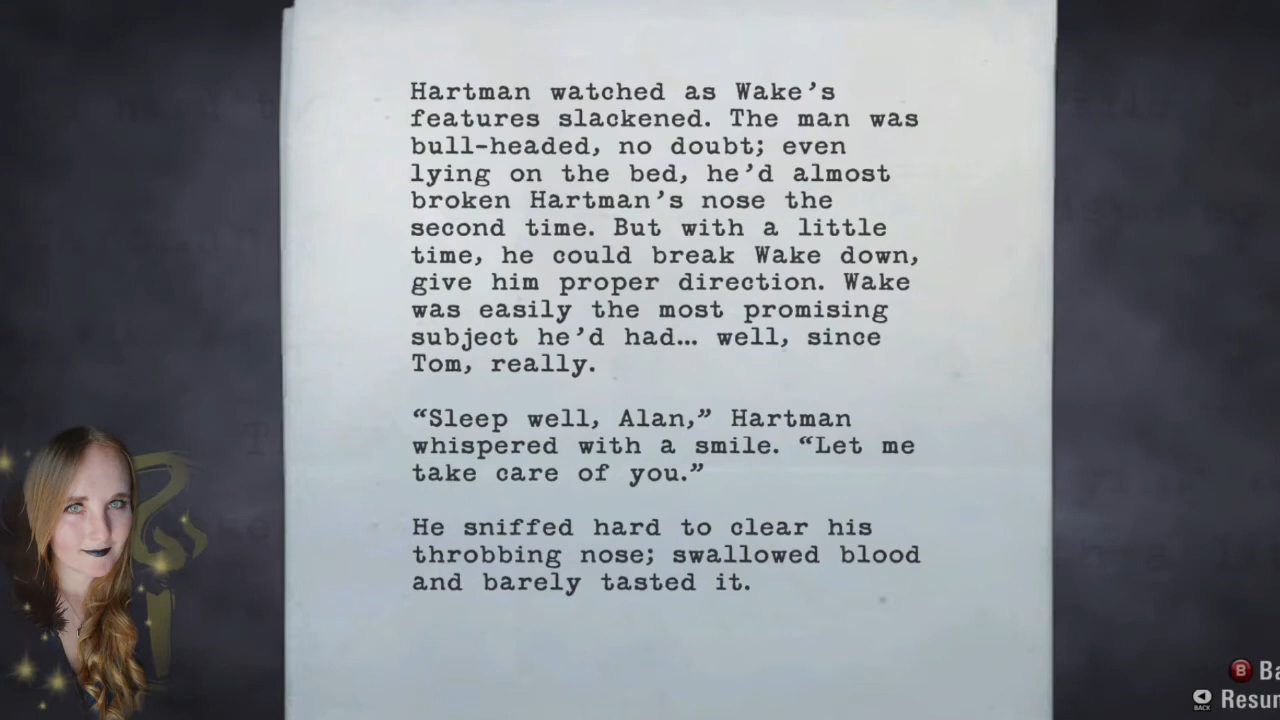 Hartman watched as Wake's
features slackened. The man was
bull-headed, no doubt; even
lying on the bed, he'd almost
broken Hartman's nose the
second time. But with a little
time, he could break Wake down,
give him proper direction. Wake
was easily the most promising
subject he'd had… well, since
Tom, really.
“Sleep well, Alan,” Hartman
whispered with a smile. “Let me
take care of you.”
He sniffed hard to clear his
throbbing nose; swallowed blood
and barely tasted it.
B Ba
BACK Resum